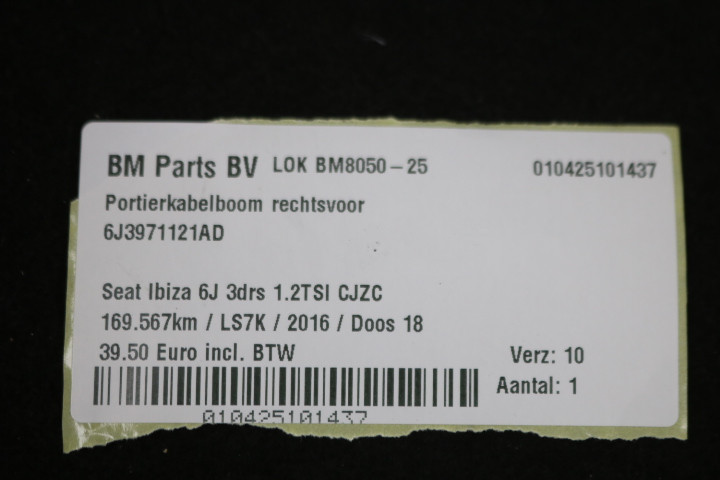 BM Parts BV LOK BM8050-25 010425101437
Portierkabelboom rechtsvoor
6J3971121AD
Seat Ibiza 6J 3drs 1.2TSI CJZC
169.567km / LS7K / 2016 / Doos 18
39.50 Euro incl. BTW Verz: 10
Aantal: 1
010425101437